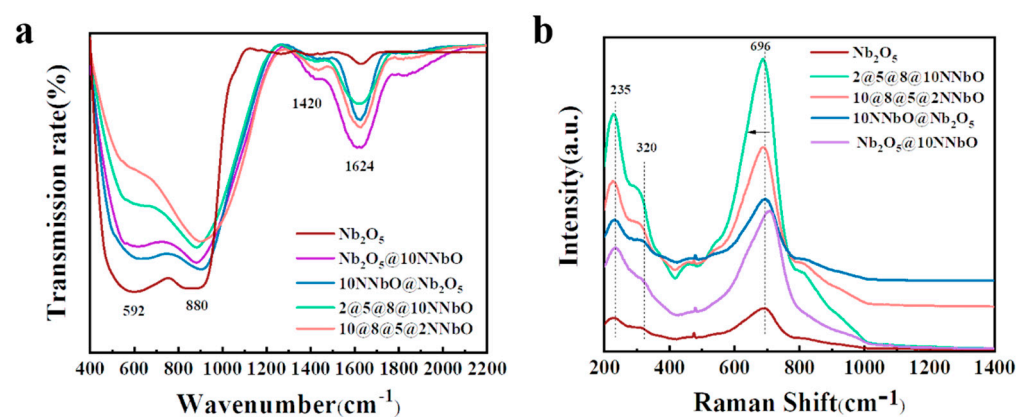 a
Transmission rate(%)
1420
1624
592
880
Nb₂O₅
Nb₂O₅@10NNbO
10NNbO@Nb₂O₅
2@5@8@10NNbO
10@8@5@2NNbO
400 600 800 1000 1200 1400 1600 1800 2000 2200
Wavenumber(cm⁻¹)
b
Intensity(a.u.)
696
235
320
Nb₂O₅
2@5@8@10NNbO
10@8@5@2NNbO
10NNbO@Nb₂O₅
Nb₂O₅@10NNbO
200 400 600 800 1000 1200 1400
Raman Shift(cm⁻¹)